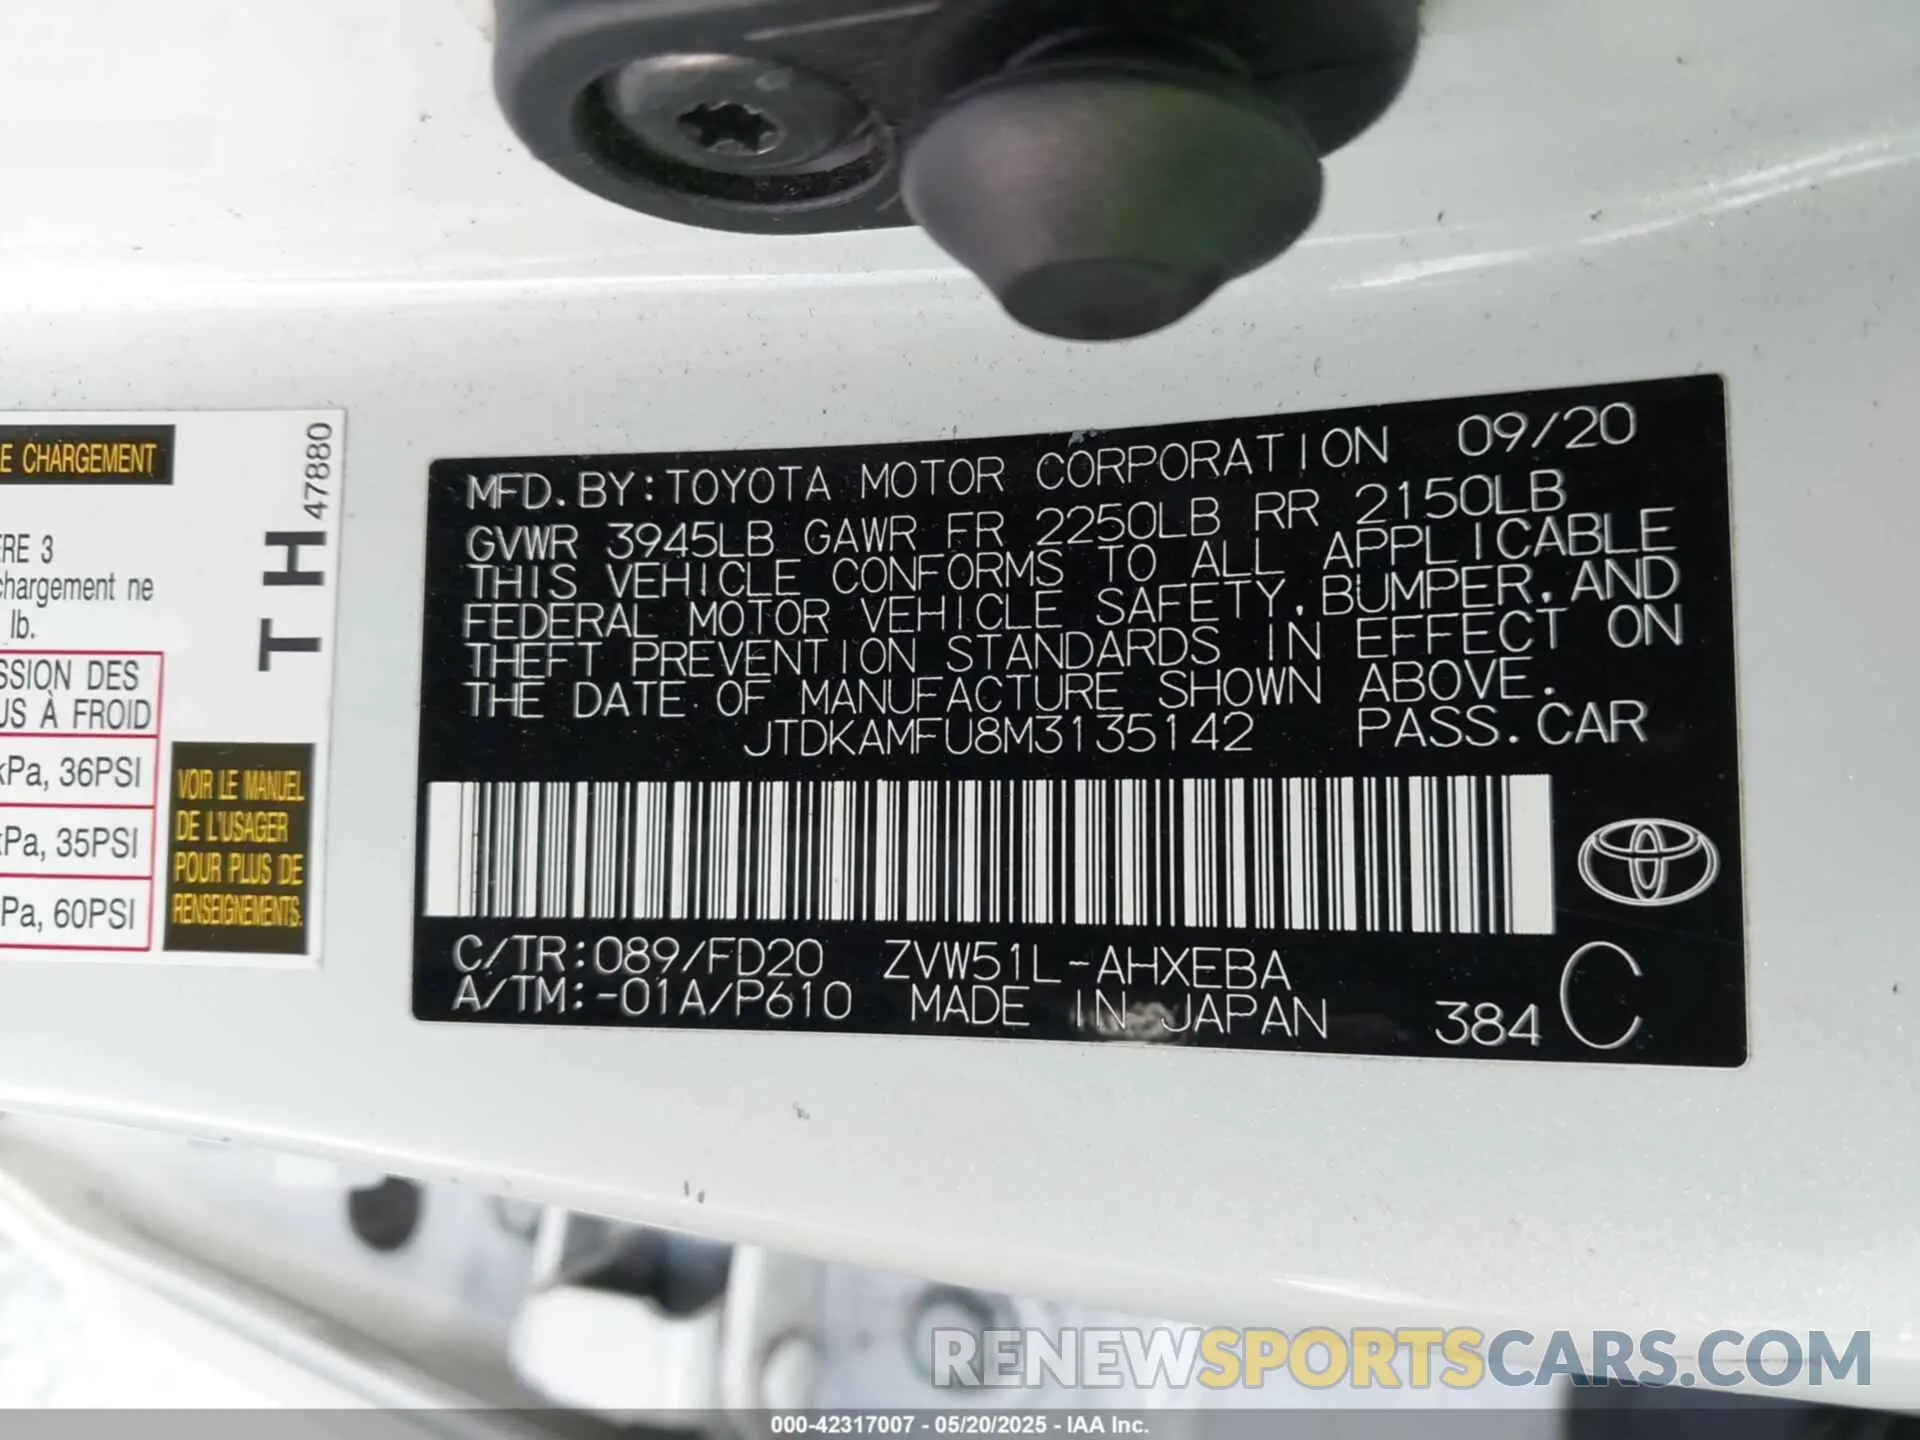 E CHARGEMENT
47880
TH
ÈRE 3
chargement ne
lb.
SSION DES
US À FROID
kPa, 36PSI
kPa, 35PSI
kPa, 60PSI
VOIR LE MANUEL
DE L'USAGER
POUR PLUS DE
RENSEIGNEMENTS.
MFD. BY: TOYOTA MOTOR CORPORATION 09/20
GVWR 3945LB GAWR FR 2250LB RR 2150LB
THIS VEHICLE CONFORMS TO ALL APPLICABLE
FEDERAL MOTOR VEHICLE SAFETY, BUMPER, AND
THEFT PREVENTION STANDARDS IN EFFECT ON
THE DATE OF MANUFACTURE SHOWN ABOVE.
JTDKAMFU8M3135142 PASS. CAR
C/TR: 089/FD20 ZVW51L-AHXEBA
A/TM: -01A/P610 MADE IN JAPAN 384 C
RENEWSPORTSCARS.COM
000-42317007 - 05/20/2025 - IAA Inc.